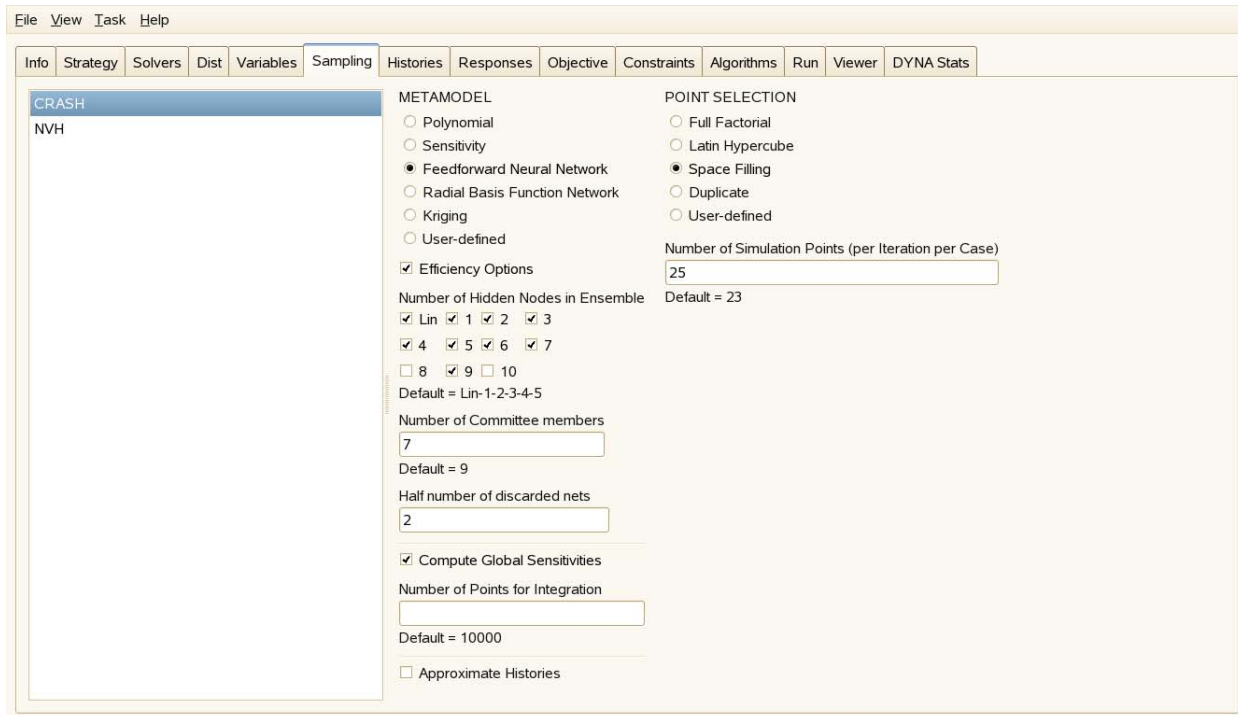 File View Task Help
Info Strategy Solvers Dist Variables Sampling Histories Responses Objective Constraints Algorithms Run Viewer DYNA Stats
CRASH
NVH
METAMODEL
Polynomial
Sensitivity
Feedforward Neural Network
Radial Basis Function Network
Kriging
User-defined
Efficiency Options
Number of Hidden Nodes in Ensemble
Lin 1 2 3
4 5 6 7
8 9 10
Default = Lin-1-2-3-4-5
Number of Committee members
7
Default = 9
Half number of discarded nets
2
Compute Global Sensitivities
Number of Points for Integration
Default = 10000
Approximate Histories
POINT SELECTION
Full Factorial
Latin Hypercube
Space Filling
Duplicate
User-defined
Number of Simulation Points (per Iteration per Case)
25
Default = 23